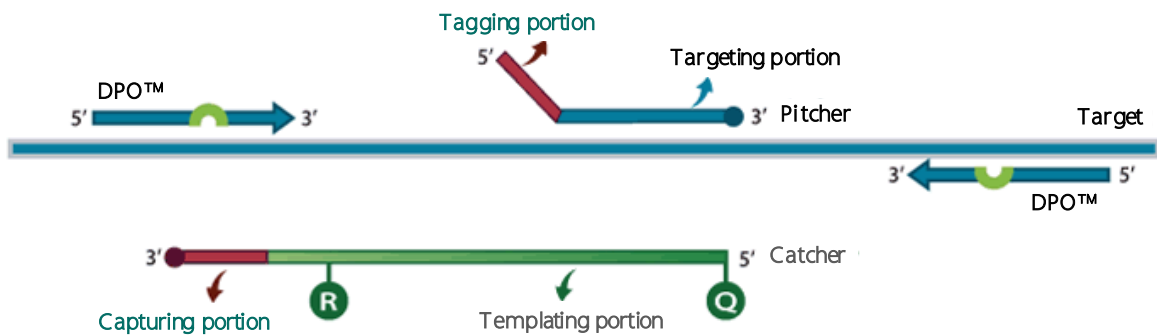 Tagging portion
5’
Targeting portion
DPO™
5’
3’
3’
Pitcher
Target
3’
5’
DPO™
3’
5’
Catcher
R
Q
Capturing portion
Templating portion